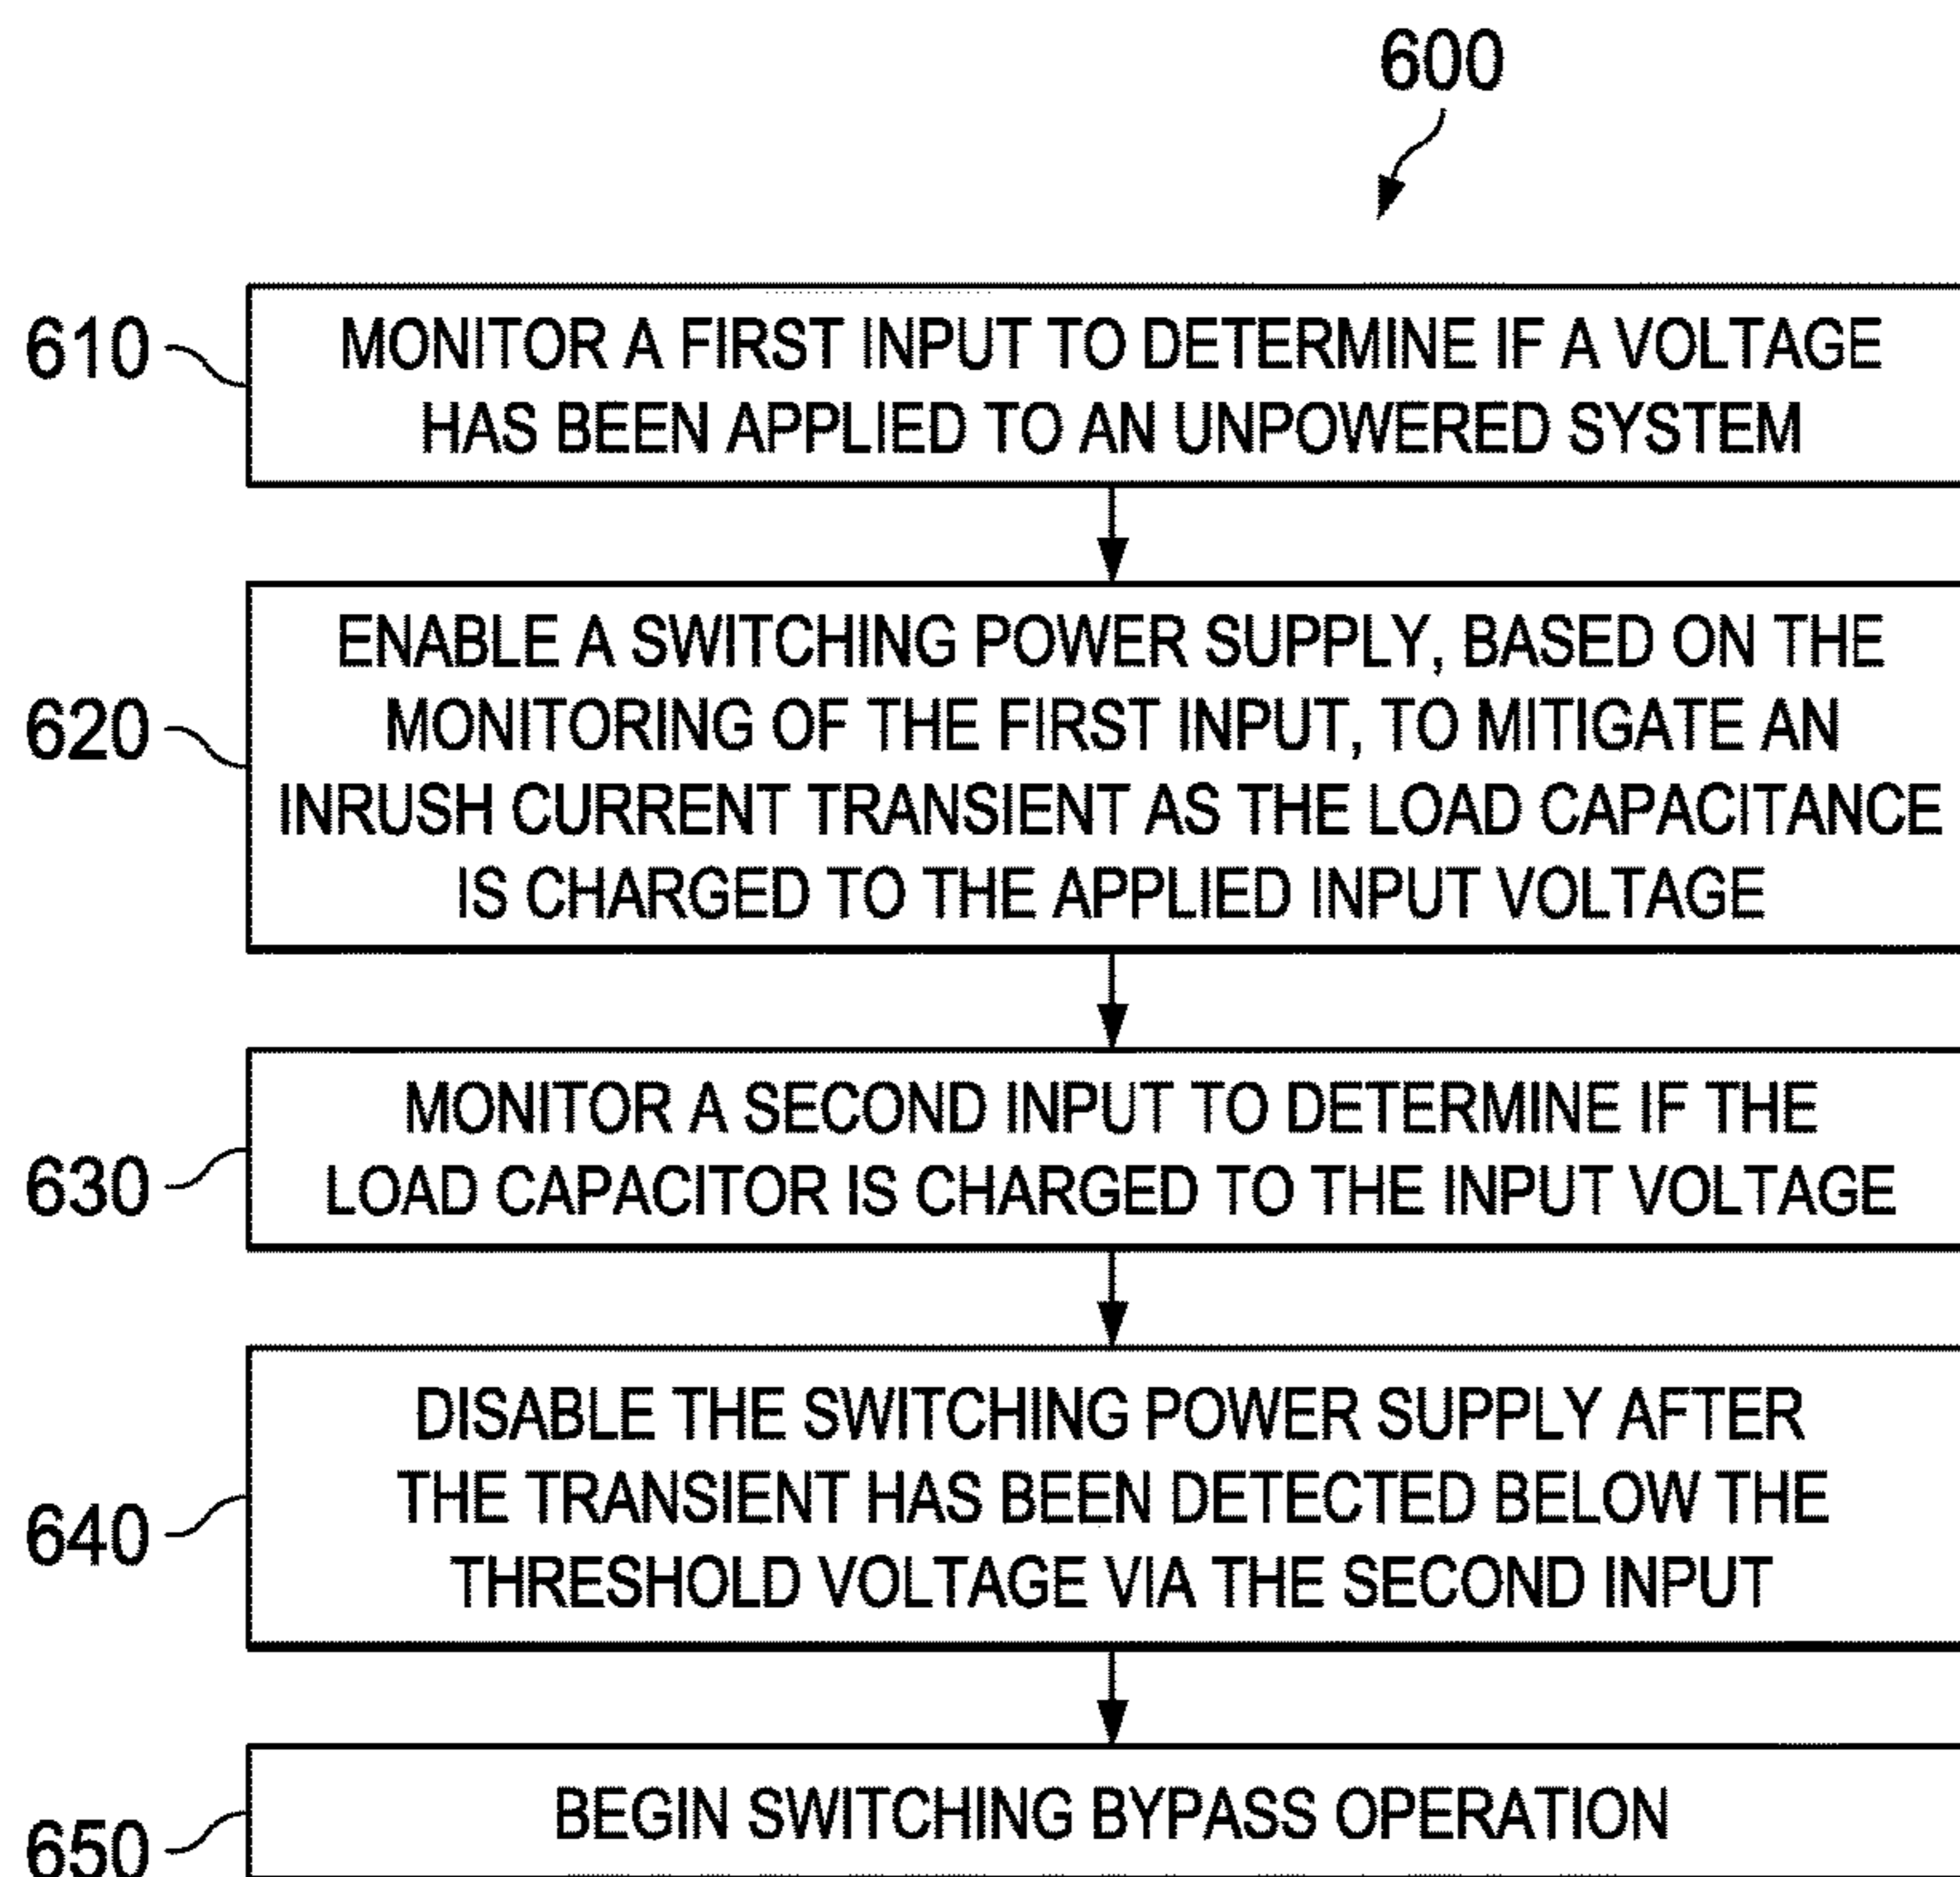 600
610
MONITOR A FIRST INPUT TO DETERMINE IF A VOLTAGE
HAS BEEN APPLIED TO AN UNPOWERED SYSTEM
620
ENABLE A SWITCHING POWER SUPPLY, BASED ON THE
MONITORING OF THE FIRST INPUT, TO MITIGATE AN
INRUSH CURRENT TRANSIENT AS THE LOAD CAPACITANCE
IS CHARGED TO THE APPLIED INPUT VOLTAGE
630
MONITOR A SECOND INPUT TO DETERMINE IF THE
LOAD CAPACITOR IS CHARGED TO THE INPUT VOLTAGE
640
DISABLE THE SWITCHING POWER SUPPLY AFTER
THE TRANSIENT HAS BEEN DETECTED BELOW THE
THRESHOLD VOLTAGE VIA THE SECOND INPUT
650
BEGIN SWITCHING BYPASS OPERATION